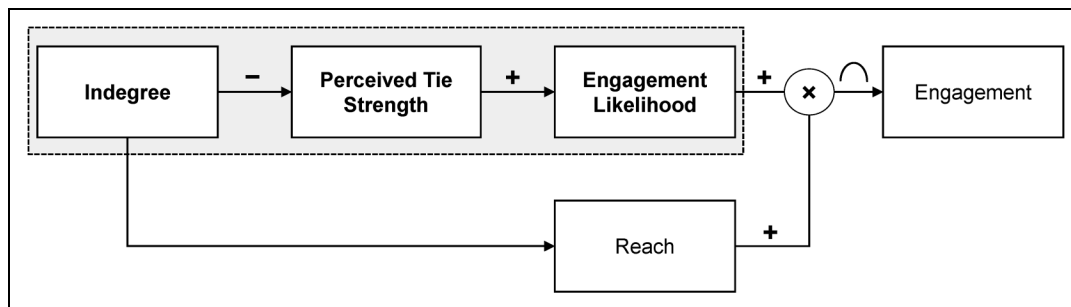 Indegree
–
Perceived Tie
Strength
+
Engagement
Likelihood
+
×
Engagement
Reach
+